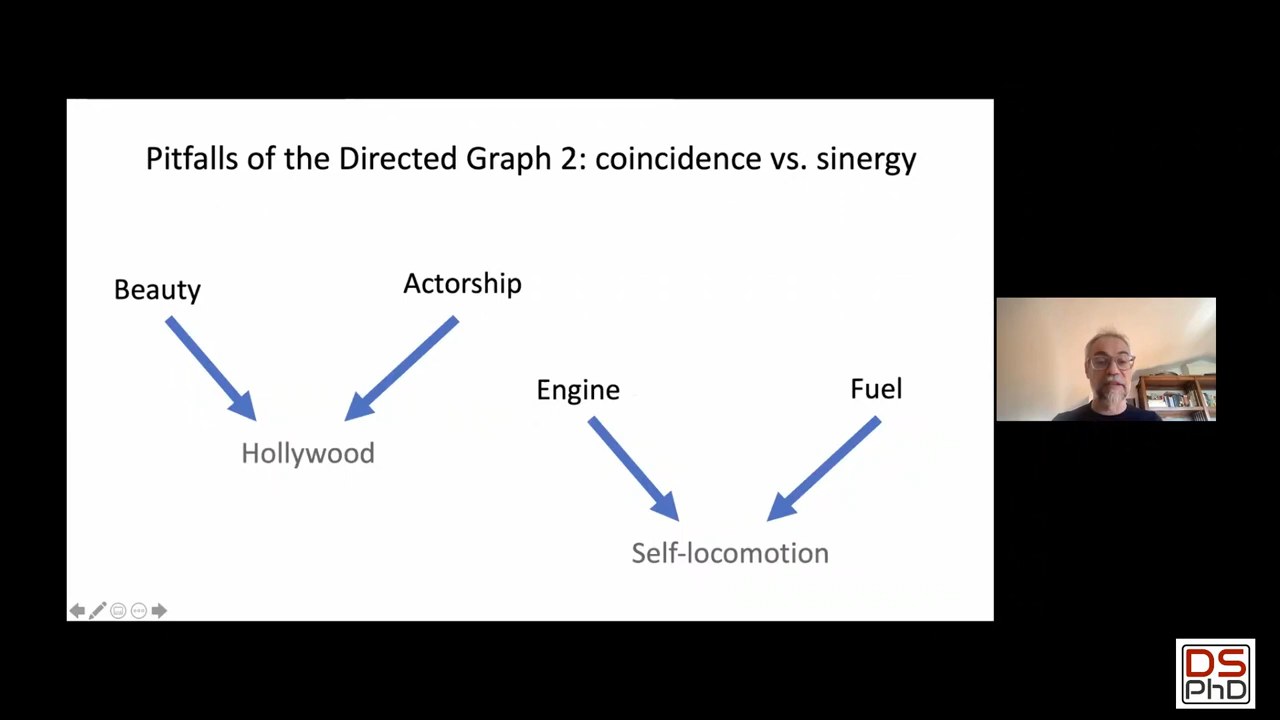 Pitfalls of the Directed Graph 2: coincidence vs. sinergy
Beauty
Actorship
Hollywood
Engine
Fuel
Self-locomotion
DS
PhD